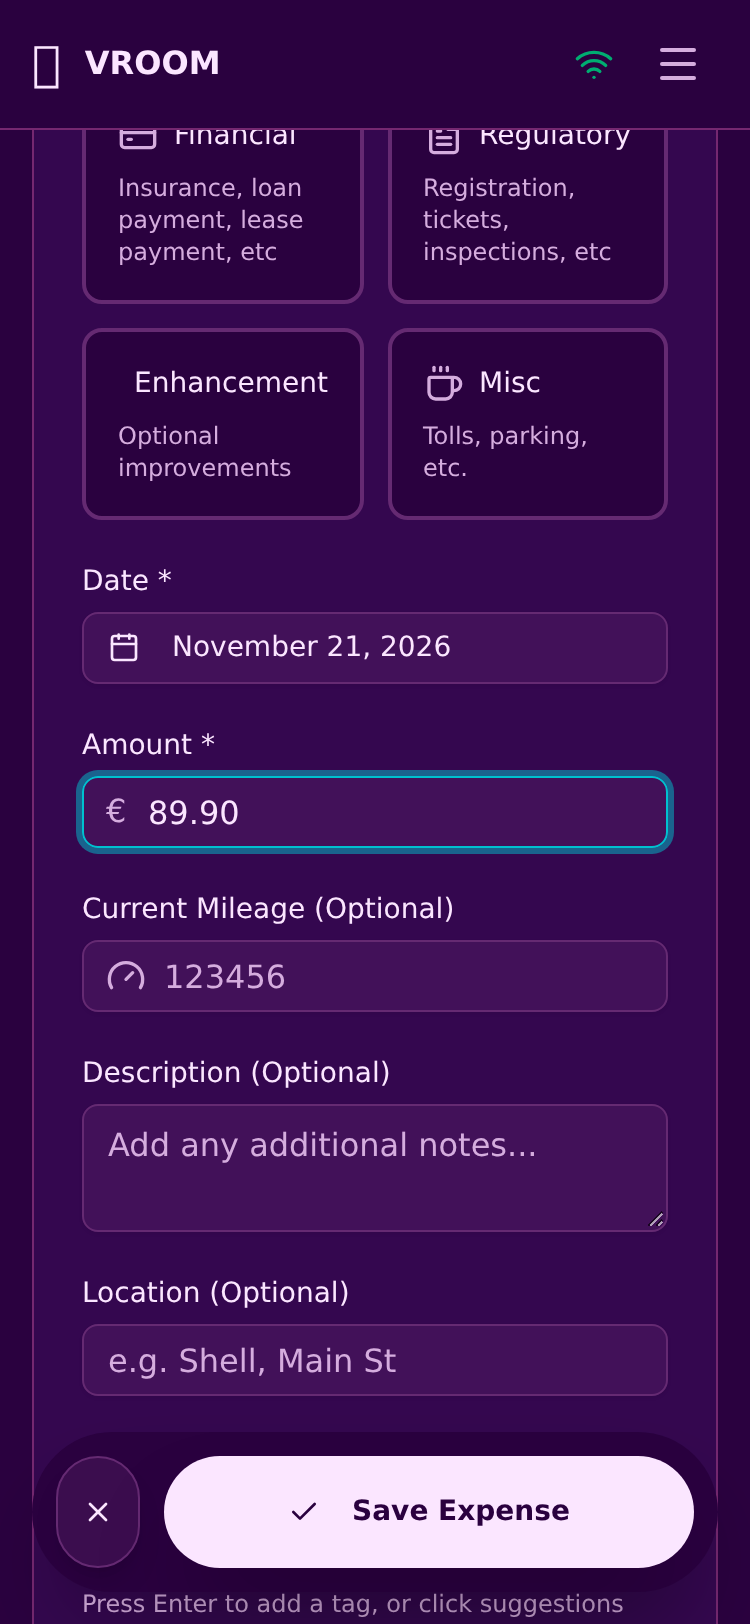 VROOM
Financial
Insurance, loan
payment, lease
payment, etc
Regulatory
Registration,
tickets,
inspections, etc
Enhancement
Optional
improvements
Misc
Tolls, parking,
etc.
Date *
November 21, 2026
Amount *
€ 89.90
Current Mileage (Optional)
123456
Description (Optional)
Add any additional notes...
Location (Optional)
e.g. Shell, Main St
Save Expense
Press Enter to add a tag, or click suggestions